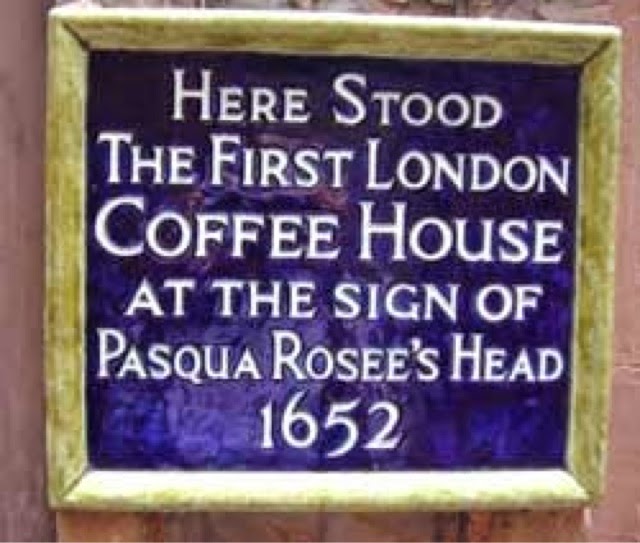 HERE STOOD
THE FIRST LONDON
COFFEE HOUSE
AT THE SIGN OF
PASQUA ROSEE'S HEAD
1652